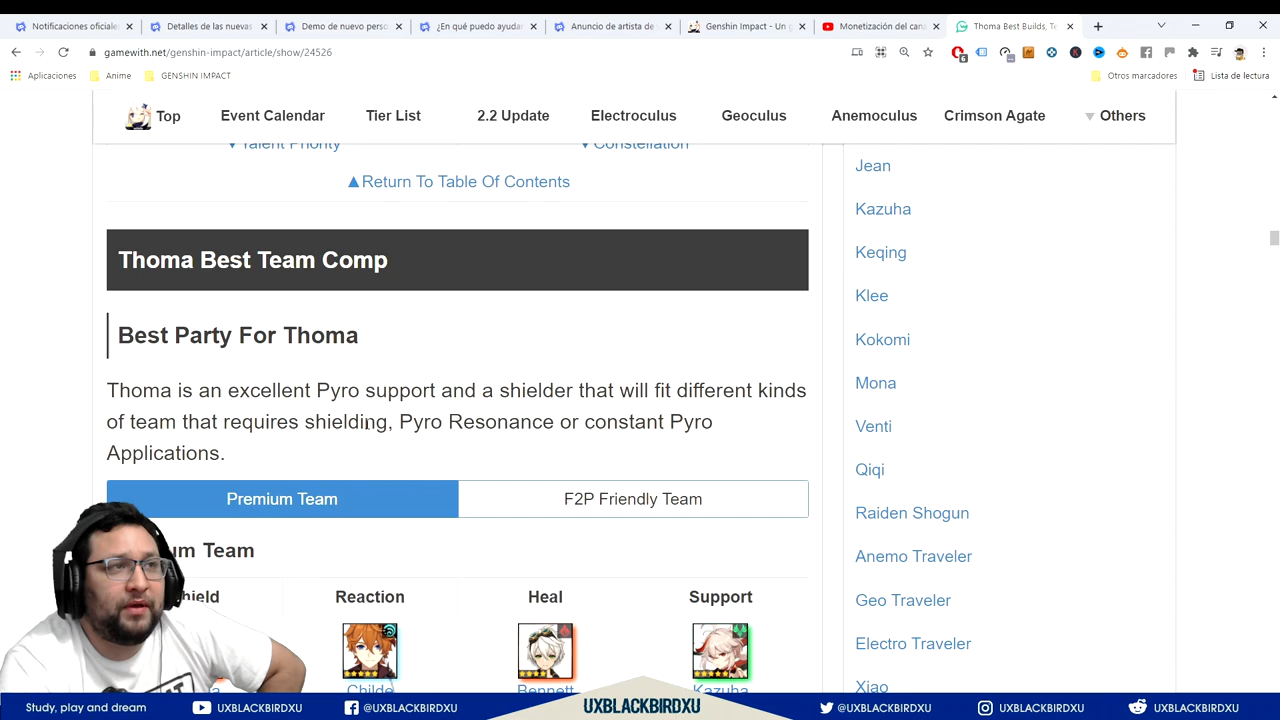 Notificaciones oficiale
Detalles de las nuevas
Demo de nuevo perso
¿En qué puedo ayudar
Anuncio de artista de
Genshin Impact - Un g
Monetización del cana
Thoma Best Builds, Te
gamewith.net/genshin-impact/article/show/24526
Aplicaciones
Anime
GENSHIN IMPACT
Otros marcadores
Lista de lectura
Top
Event Calendar
Tier List
2.2 Update
Electroculus
Geoculus
Anemoculus
Crimson Agate
▼ Others
▼Talent Priority
▼Constellation
▲Return To Table Of Contents
Thoma Best Team Comp
Best Party For Thoma
Thoma is an excellent Pyro support and a shielder that will fit different kinds
of team that requires shielding, Pyro Resonance or constant Pyro
Applications.
Premium Team
F2P Friendly Team
um Team
hield
Reaction
Heal
Support
Childe
Bennett
Kazuha
Jean
Kazuha
Keqing
Klee
Kokomi
Mona
Venti
Qiqi
Raiden Shogun
Anemo Traveler
Geo Traveler
Electro Traveler
Xiao
Study, play and dream
UXBLACKBIRDXU
@UXBLACKBIRDXU
UXBLACKBIRDXU
@UXBLACKBIRDXU
UXBLACKBIRDXU
UXBLACKBIRDXU